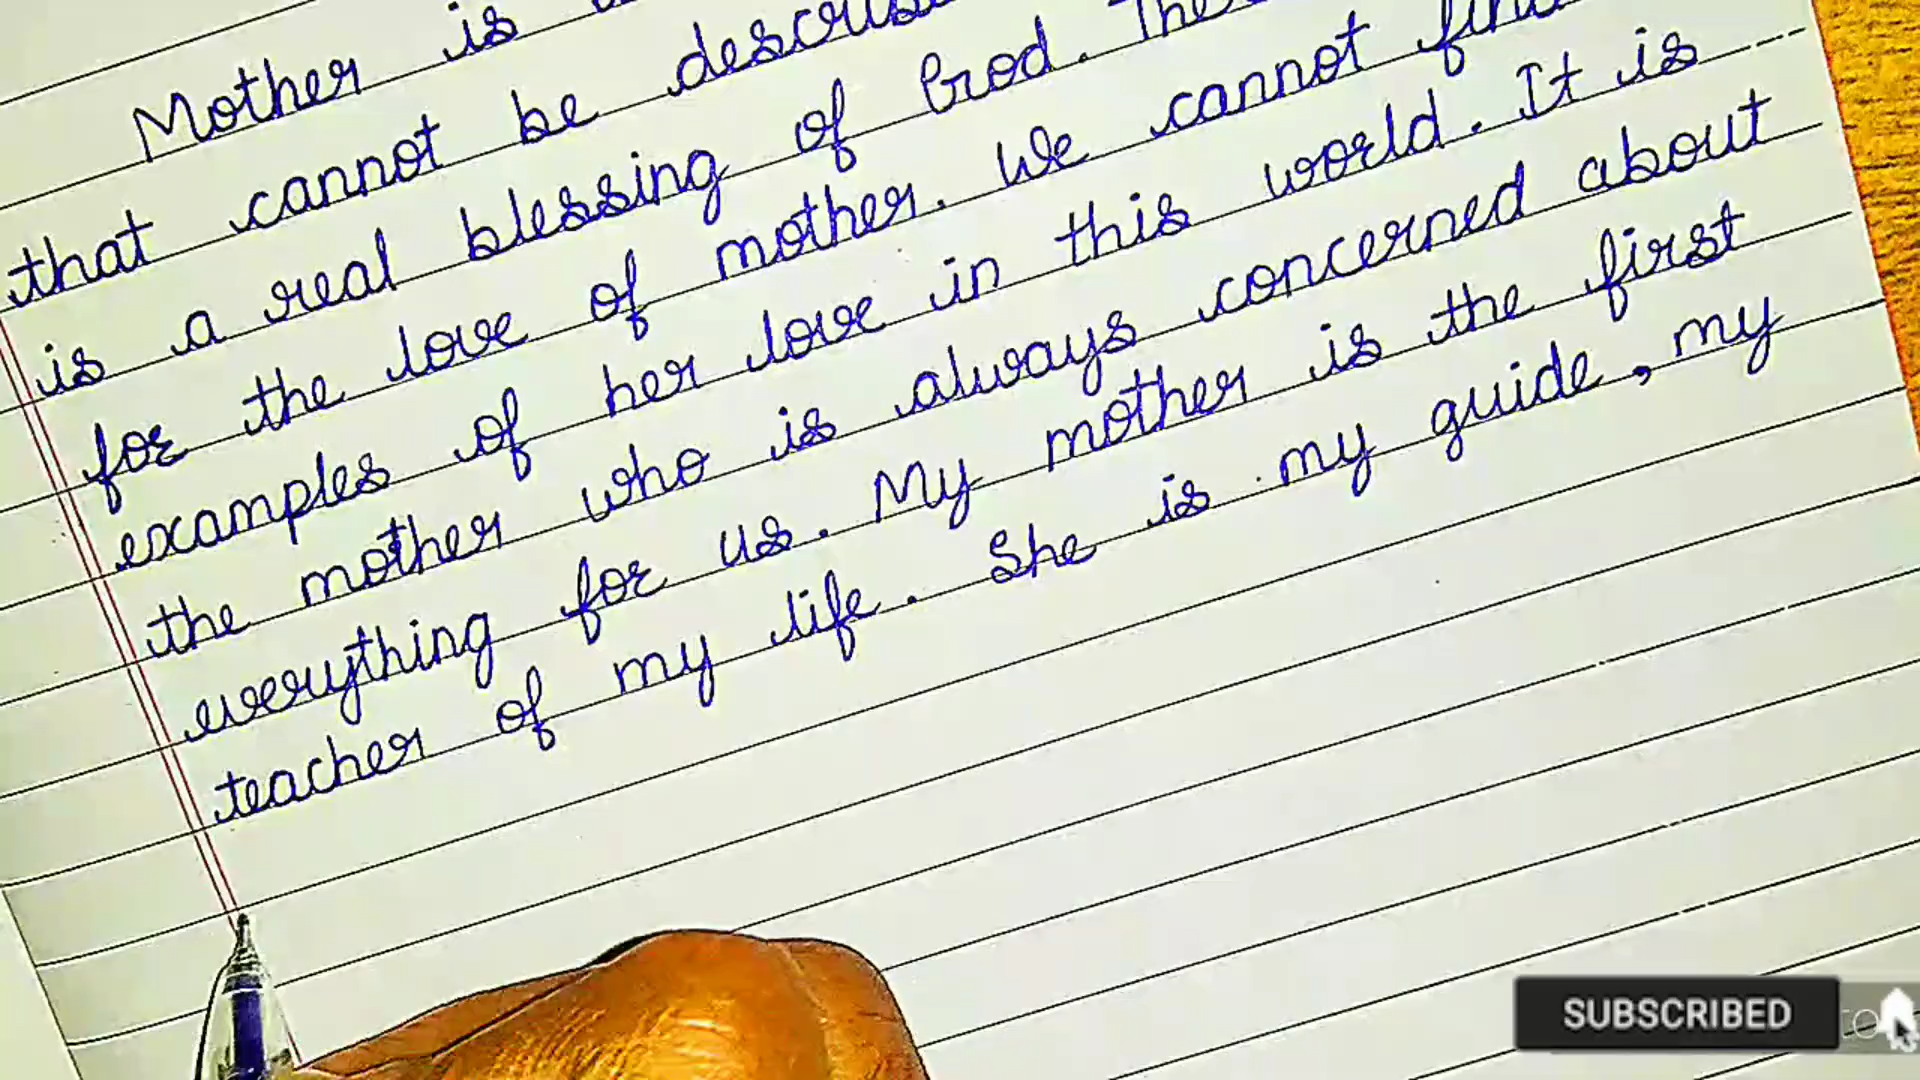 Mother is
that cannot be
is a real blessing of God.
for the love of mother. We cannot find
examples of her love in this world. It is
the mother who is always concerned about
everything for us. My mother is the first
teacher of my life. She is my guide, my
SUBSCRIBED